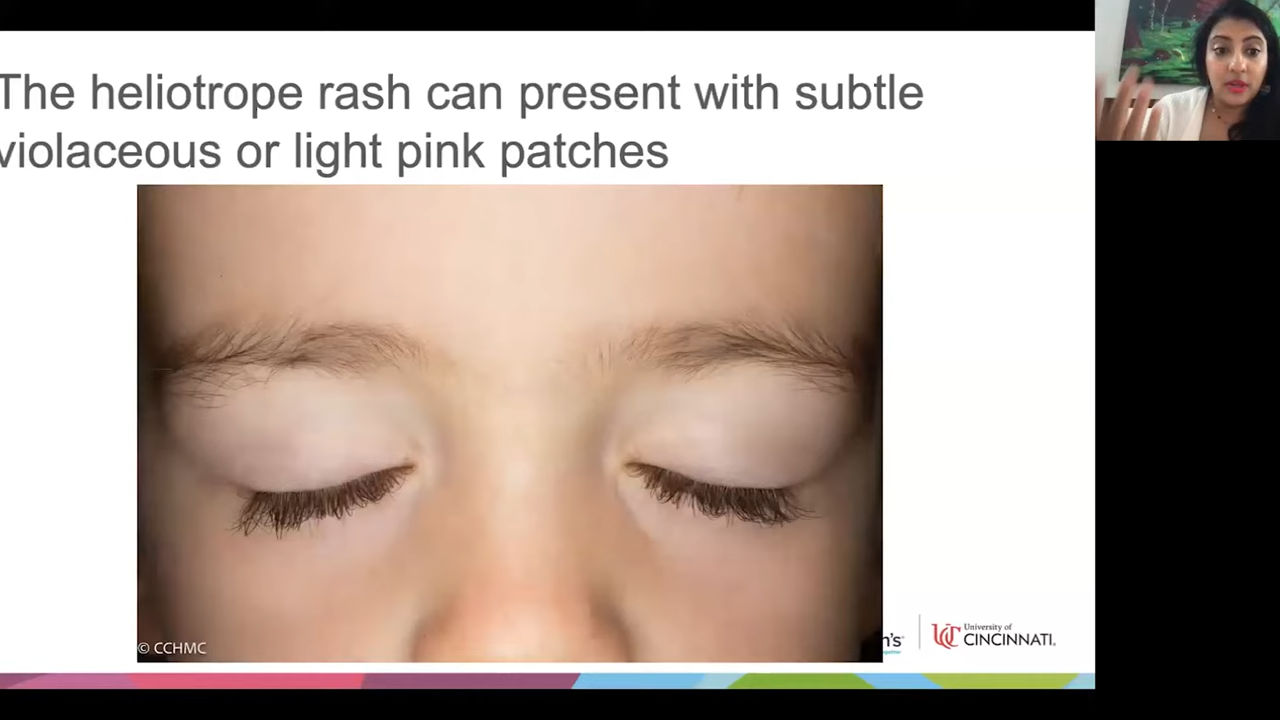 The heliotrope rash can present with subtle
violaceous or light pink patches
© CCHMC
n's
University of
CINCINNATI.